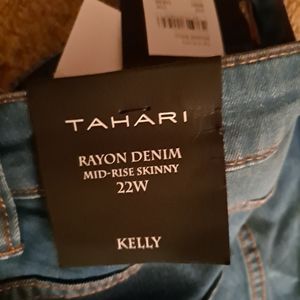 TAHARI
RAYON DENIM
MID-RISE SKINNY
22W
KELLY